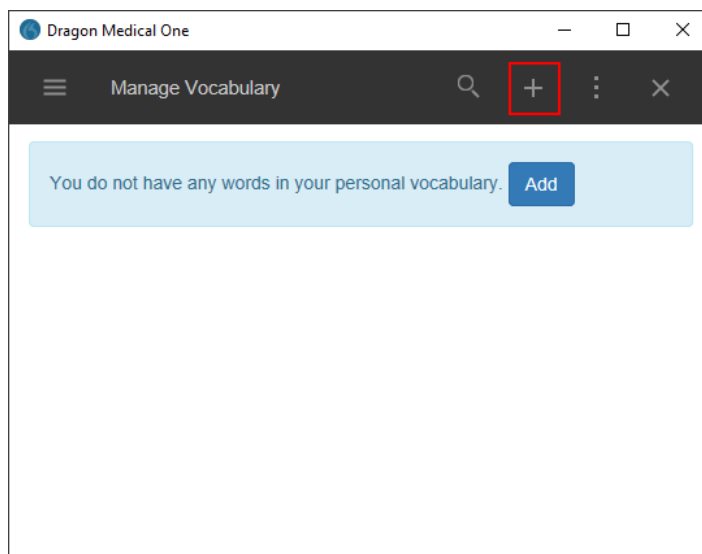 Dragon Medical One
Manage Vocabulary
You do not have any words in your personal vocabulary. Add